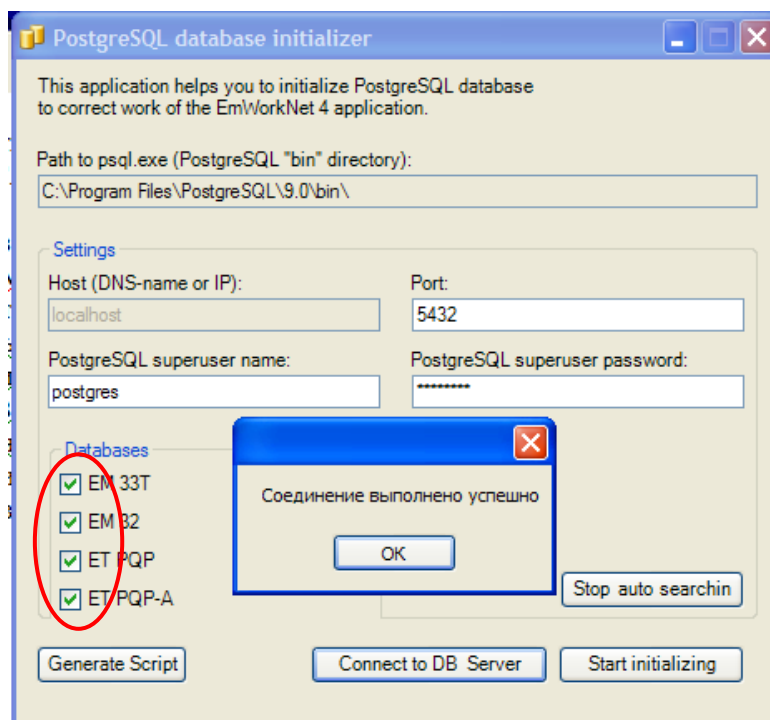 PostgreSQL database initializer
This application helps you to initialize PostgreSQL database
to correct work of the EmWorkNet 4 application.
Path to psql.exe (PostgreSQL "bin" directory):
C:\Program Files\PostgreSQL\9.0\bin\
Settings
Host (DNS-name or IP):
Port:
localhost
5432
PostgreSQL superuser name:
PostgreSQL superuser password:
postgres
********
Databases
EM 33T
EM 32
ET PQP
ET PQP-A
Соединение выполнено успешно
OK
Stop auto searchin
Generate Script
Connect to DB Server
Start initializing